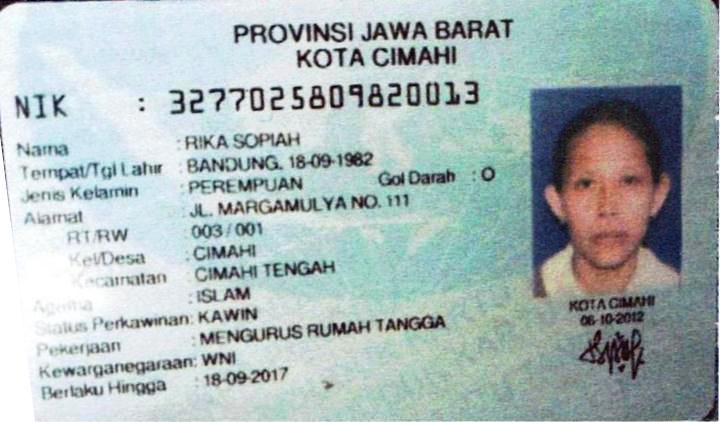 PROVINSI JAWA BARAT
KOTA CIMAHI
NIK : 3277025809820013
Nama : RIKA SOPIAH
Tempat/Tgl Lahir : BANDUNG, 18-09-1982
Jenis Kelamin : PEREMPUAN Gol Darah : O
Alamat : JL. MARGAMULYA NO. 111
RT/RW : 003 / 001
Kel/Desa : CIMAHI
Kecamatan : CIMAHI TENGAH
Agama : ISLAM
Status Perkawinan: KAWIN
Pekerjaan : MENGURUS RUMAH TANGGA
Kewarganegaraan: WNI
Berlaku Hingga : 18-09-2017
KOTA CIMAHI
06-10-2012